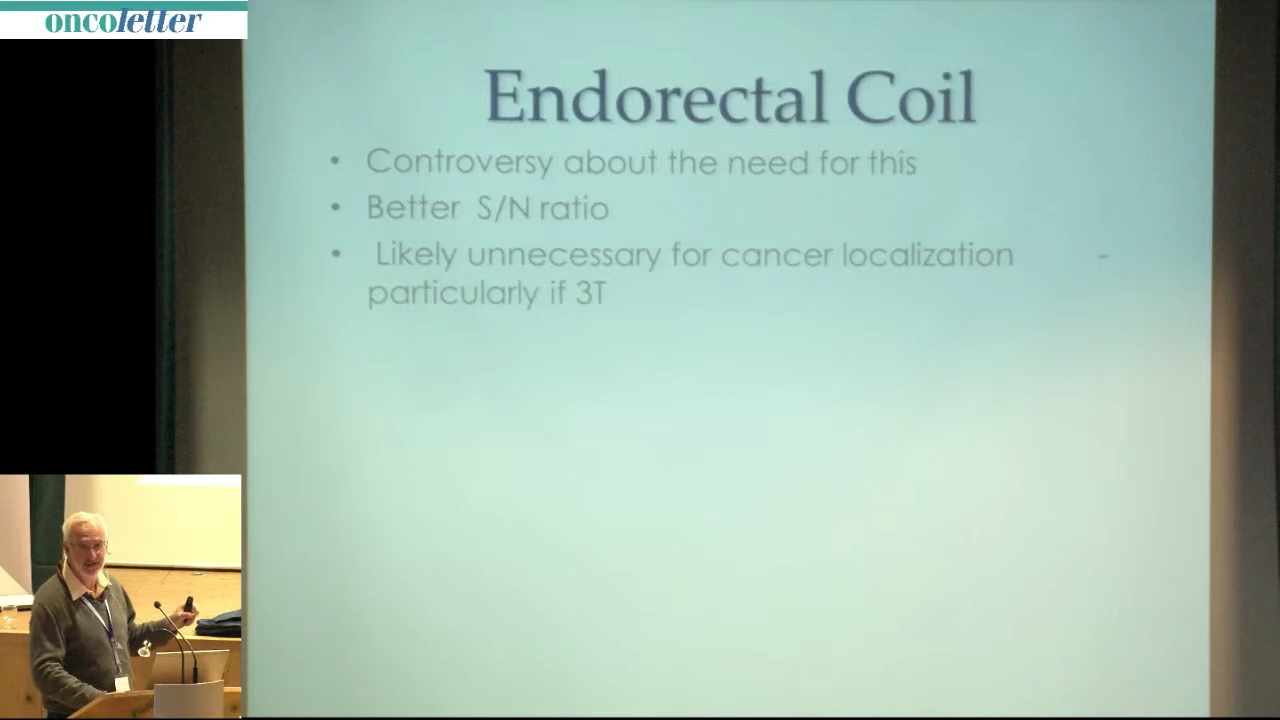 oncoletter
Endorectal Coil
• Controversy about the need for this
• Better S/N ratio
• Likely unnecessary for cancer localization -
particularly if 3T